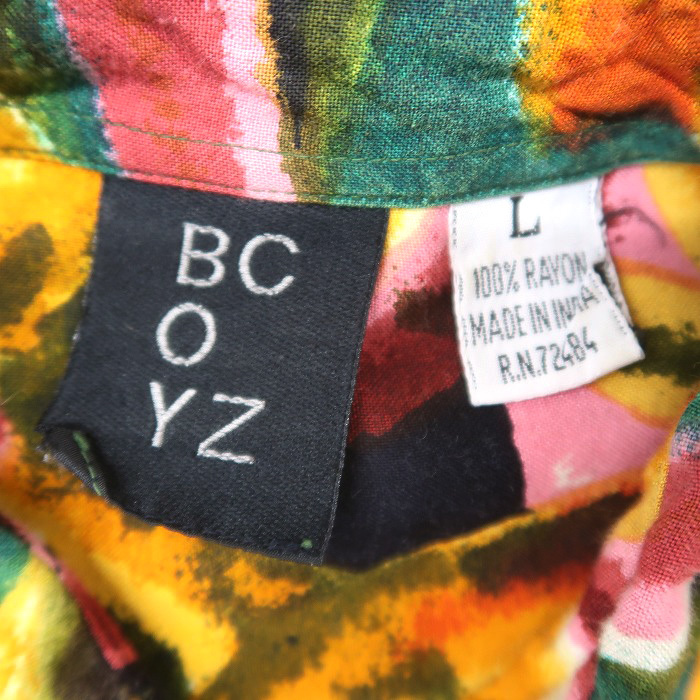 BC
O
YZ
L
100% RAYON
MADE IN INDIA
R.N.72484